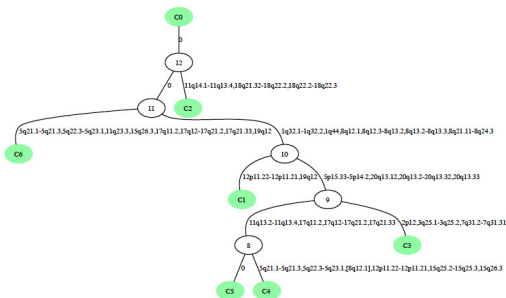 C0
0
12
0
11q14.1-11q13.4,18q21.32-18q22.2,18q22.2-18q22.3
11
C2
5q21.1-5q21.3,5q22.3-5q23.1,11q23.3,15q26.3,17q11.2,17q12-17q21.2,17q21.33,19q12
1q32.1-1q32.2,1q44,8q12.1,8q12.3-8q13.2,8q13.2-8q13.3,8q21.11-8q24.3
C6
10
12p11.22-12p11.21,19q12
5p15.33-5p14.2,20q13.12,20q13.2-20q13.32,20q13.33
C1
9
11q13.2-11q13.4,17q11.2,17q12-17q21.2,17q21.33
2p12,3q25.1-3q25.2,7q31.2-7q31.31
8
C3
0
5q21.1-5q21.3,5q22.3-5q23.1,[8q12.1],12p11.22-12p11.21,15q25.2-15q25.3,15q26.3
C5
C4